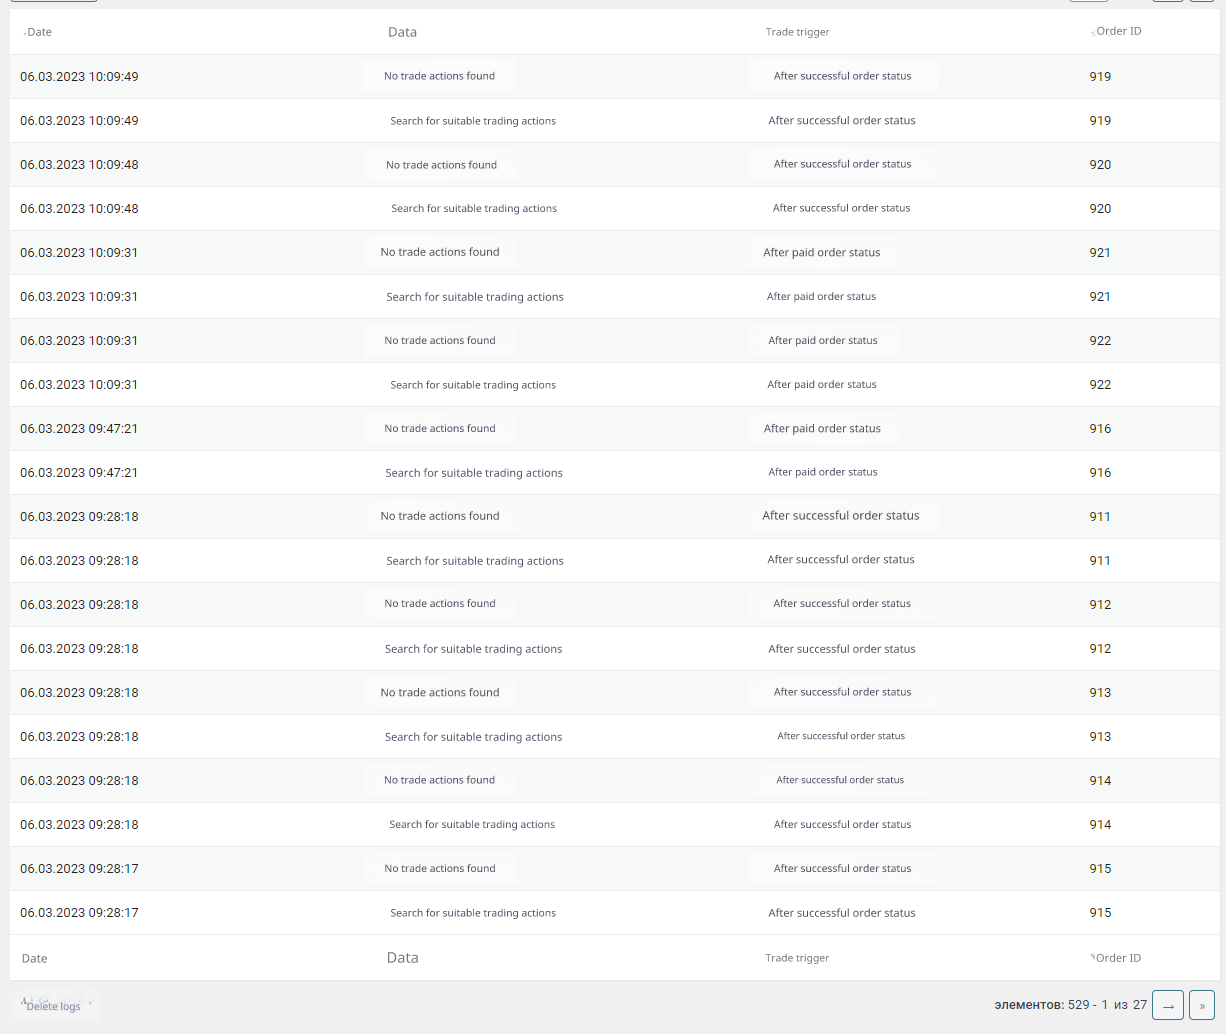 Date Data Trade trigger Order ID
06.03.2023 10:09:49 No trade actions found After successful order status 919
06.03.2023 10:09:49 Search for suitable trading actions After successful order status 919
06.03.2023 10:09:48 No trade actions found After successful order status 920
06.03.2023 10:09:48 Search for suitable trading actions After successful order status 920
06.03.2023 10:09:31 No trade actions found After paid order status 921
06.03.2023 10:09:31 Search for suitable trading actions After paid order status 921
06.03.2023 10:09:31 No trade actions found After paid order status 922
06.03.2023 10:09:31 Search for suitable trading actions After paid order status 922
06.03.2023 09:47:21 No trade actions found After paid order status 916
06.03.2023 09:47:21 Search for suitable trading actions After paid order status 916
06.03.2023 09:28:18 No trade actions found After successful order status 911
06.03.2023 09:28:18 Search for suitable trading actions After successful order status 911
06.03.2023 09:28:18 No trade actions found After successful order status 912
06.03.2023 09:28:18 Search for suitable trading actions After successful order status 912
06.03.2023 09:28:18 No trade actions found After successful order status 913
06.03.2023 09:28:18 Search for suitable trading actions After successful order status 913
06.03.2023 09:28:18 No trade actions found After successful order status 914
06.03.2023 09:28:18 Search for suitable trading actions After successful order status 914
06.03.2023 09:28:17 No trade actions found After successful order status 915
06.03.2023 09:28:17 Search for suitable trading actions After successful order status 915
Date Data Trade trigger Order ID
Delete logs элементов: 529 - 1 из 27 → »